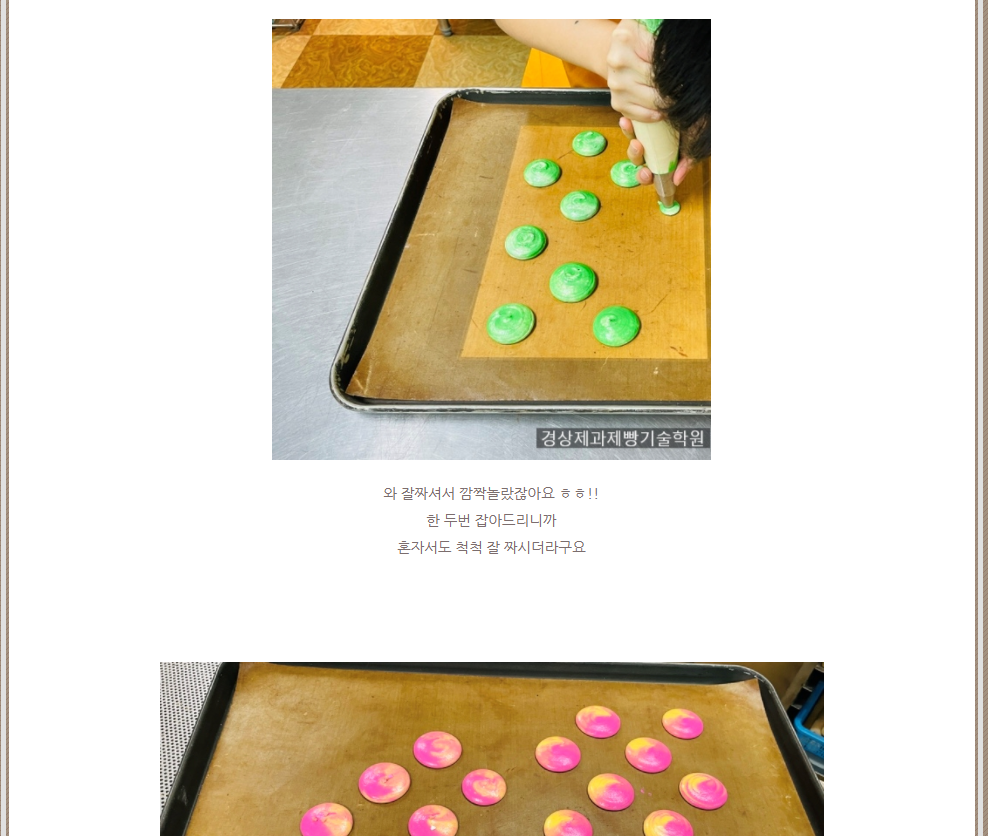 경상제과제빵기술학원
와 잘짜셔서 깜짝놀랐잖아요 ㅎㅎ!!
한 두번 잡아드리니까
혼자서도 척척 잘 짜시더라구요